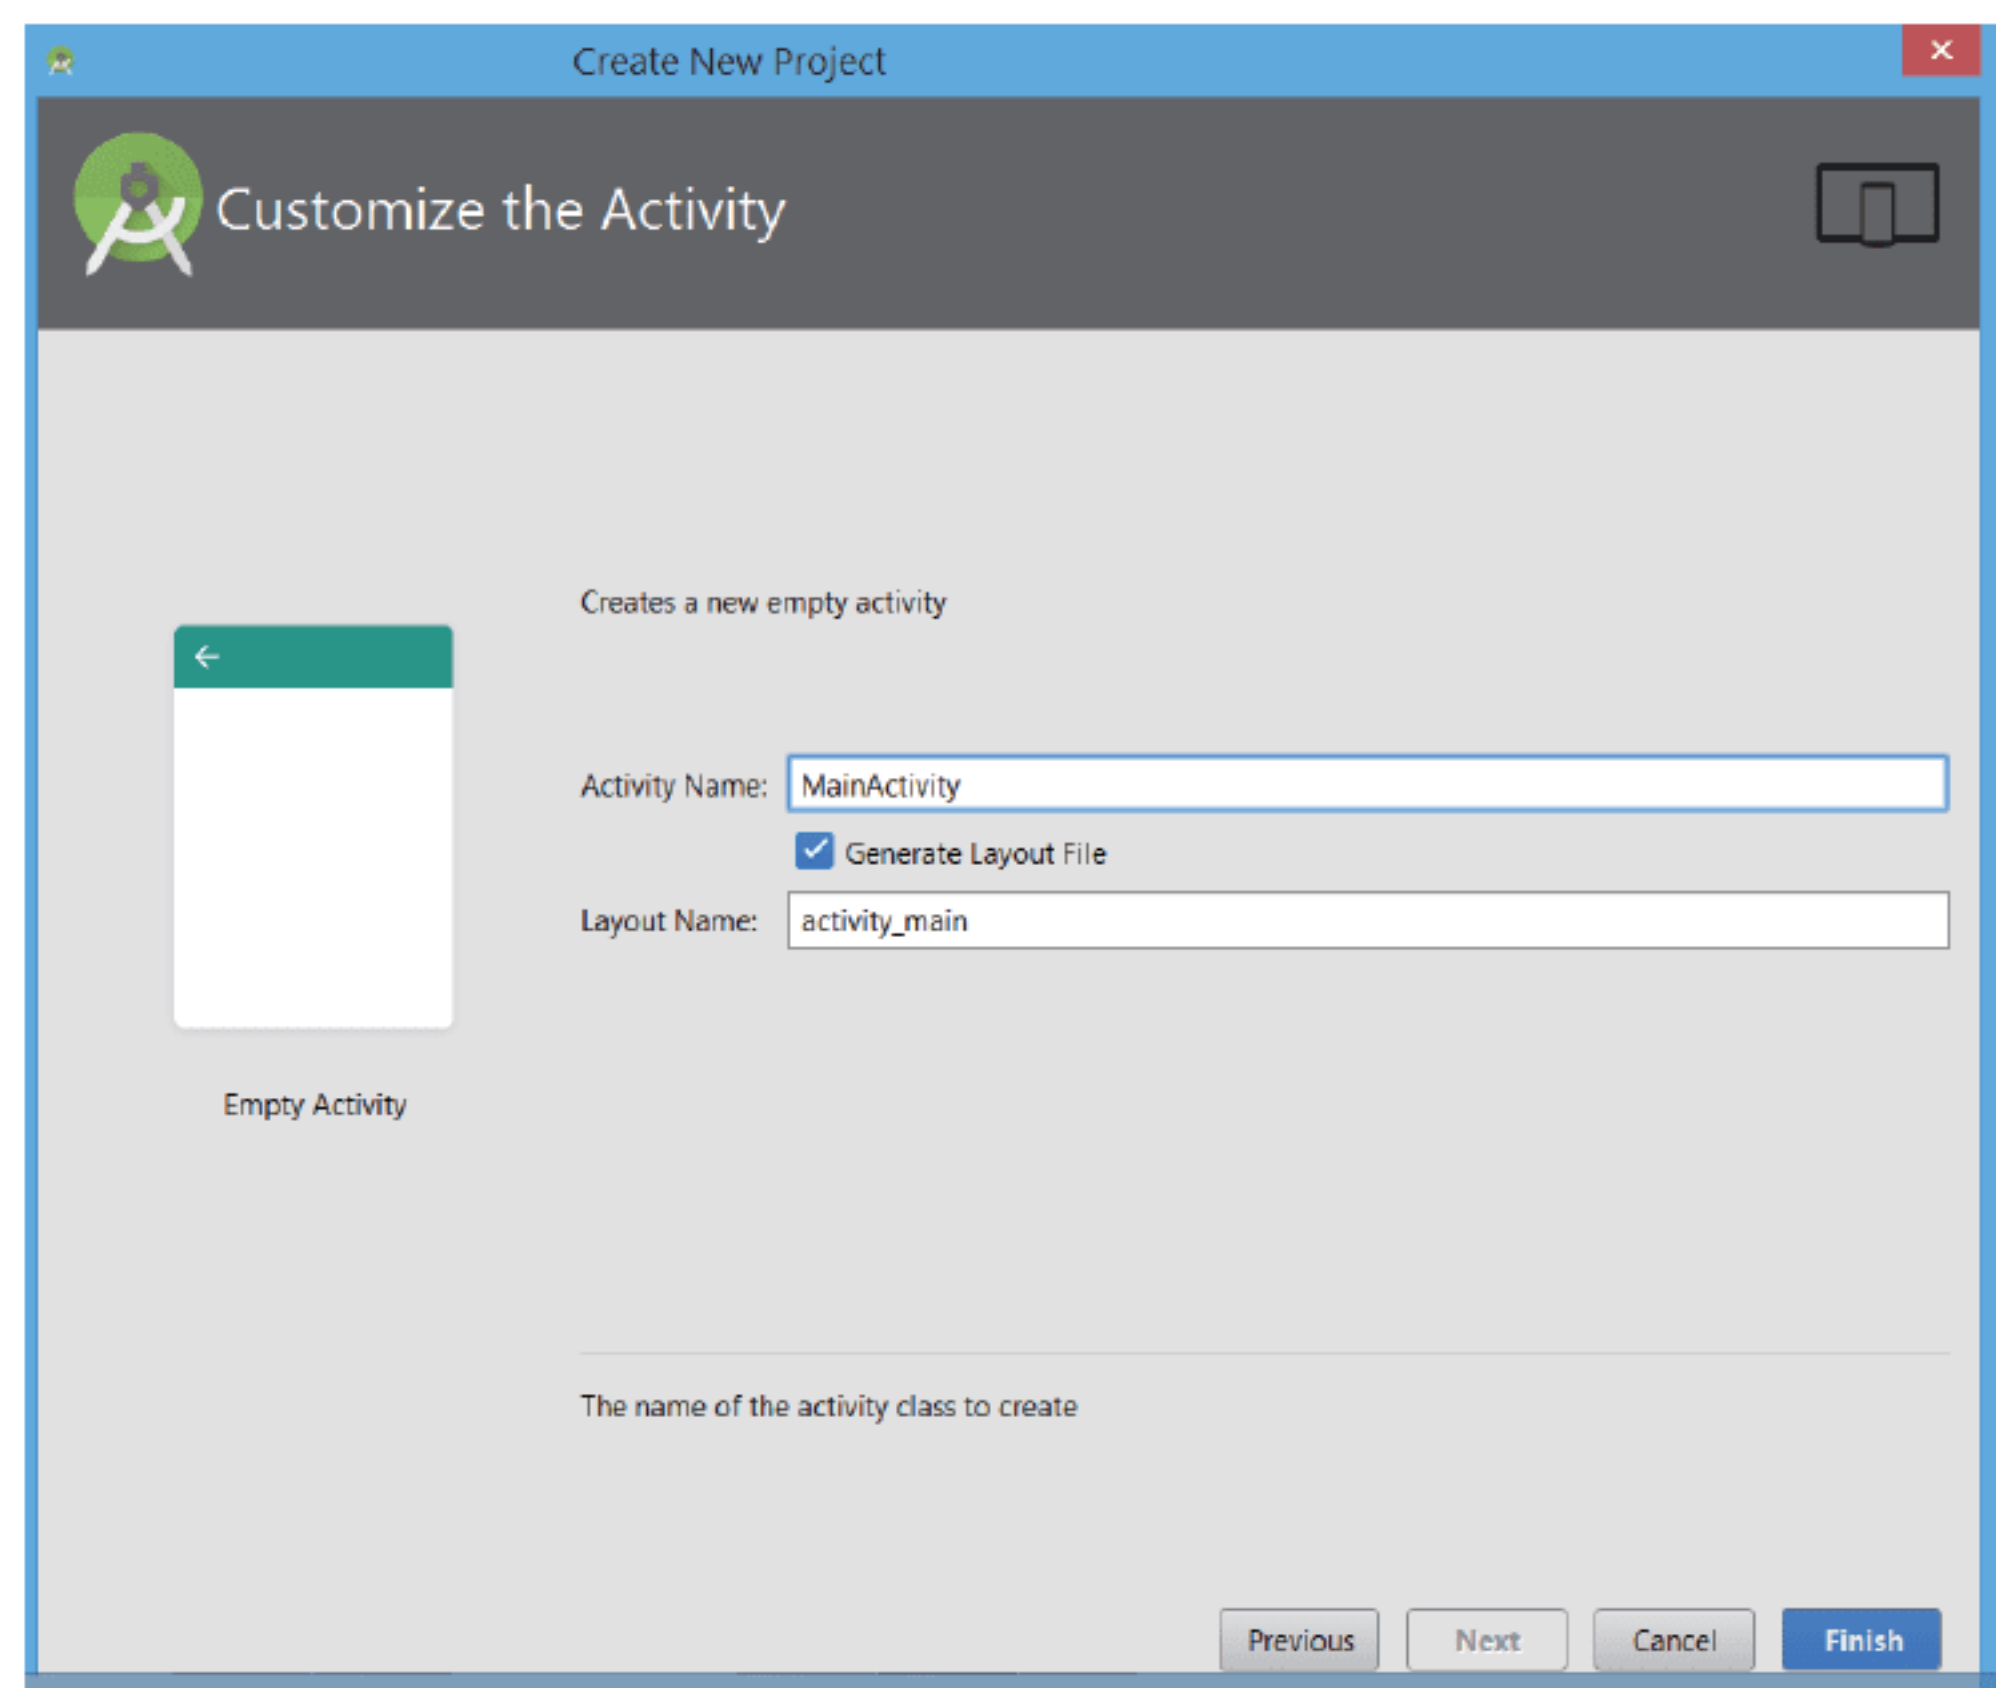 Create New Project
Customize the Activity
Creates a new empty activity
Activity Name: MainActivity
Generate Layout File
Layout Name: activity_main
Empty Activity
The name of the activity class to create
Previous Next Cancel Finish